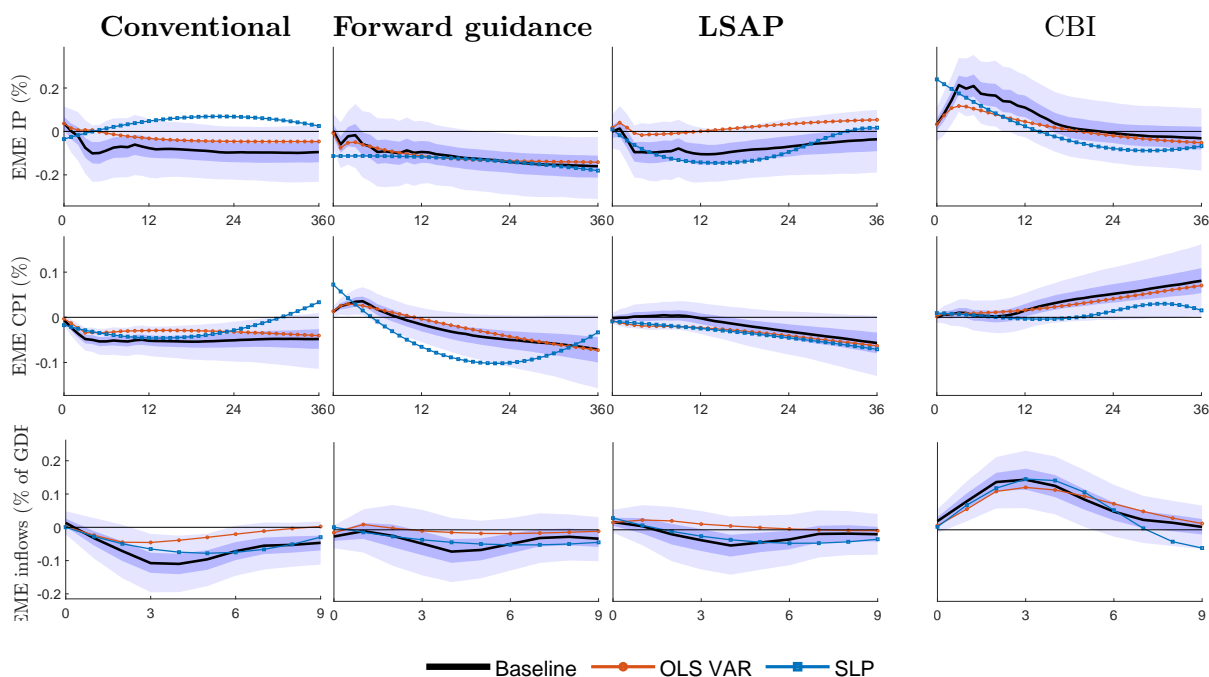 Conventional Forward guidance LSAP CBI
EME IP (%)
0.2
0
-0.2
0 12 24 36 0 12 24 36 0 12 24 36 0 12 24 36
EME CPI (%)
0.1
0
-0.1
0 12 24 36 0 12 24 36 0 12 24 36 0 12 24 36
EME inflows (% of GDP
0.2
0.1
0
-0.1
-0.2
0 3 6 9 0 3 6 9 0 3 6 9 0 3 6 9
Baseline OLS VAR SLP